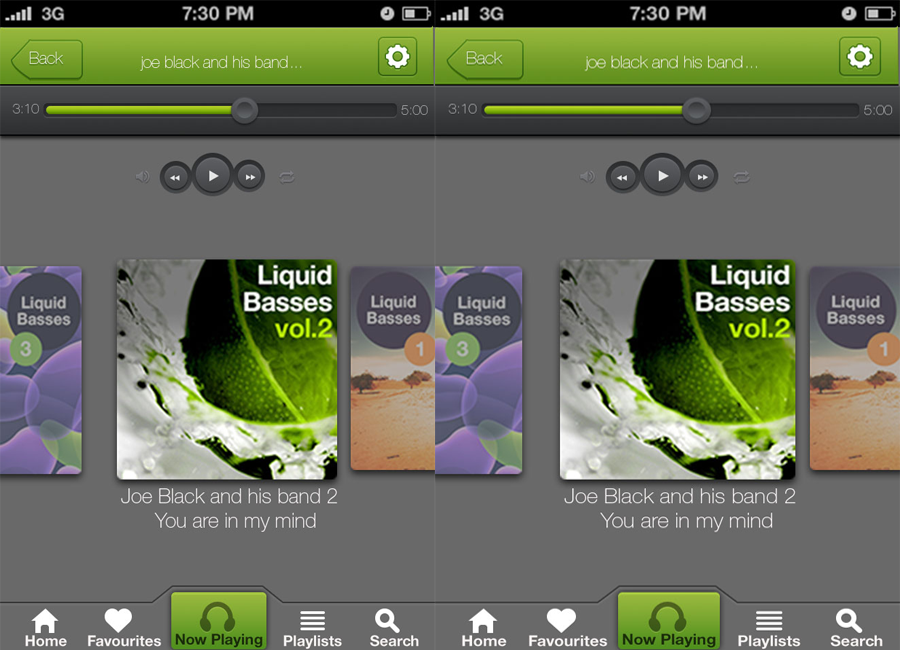 3G 7:30 PM
Back joe black and his band...
3:10 5:00
Liquid
Basses
3
Liquid
Basses
vol.2
Liquid
Basses
1
Joe Black and his band 2
You are in my mind
Home Favourites Now Playing Playlists Search
3G 7:30 PM
Back joe black and his band...
3:10 5:00
Liquid
Basses
3
Liquid
Basses
vol.2
Liquid
Basses
1
Joe Black and his band 2
You are in my mind
Home Favourites Now Playing Playlists Search